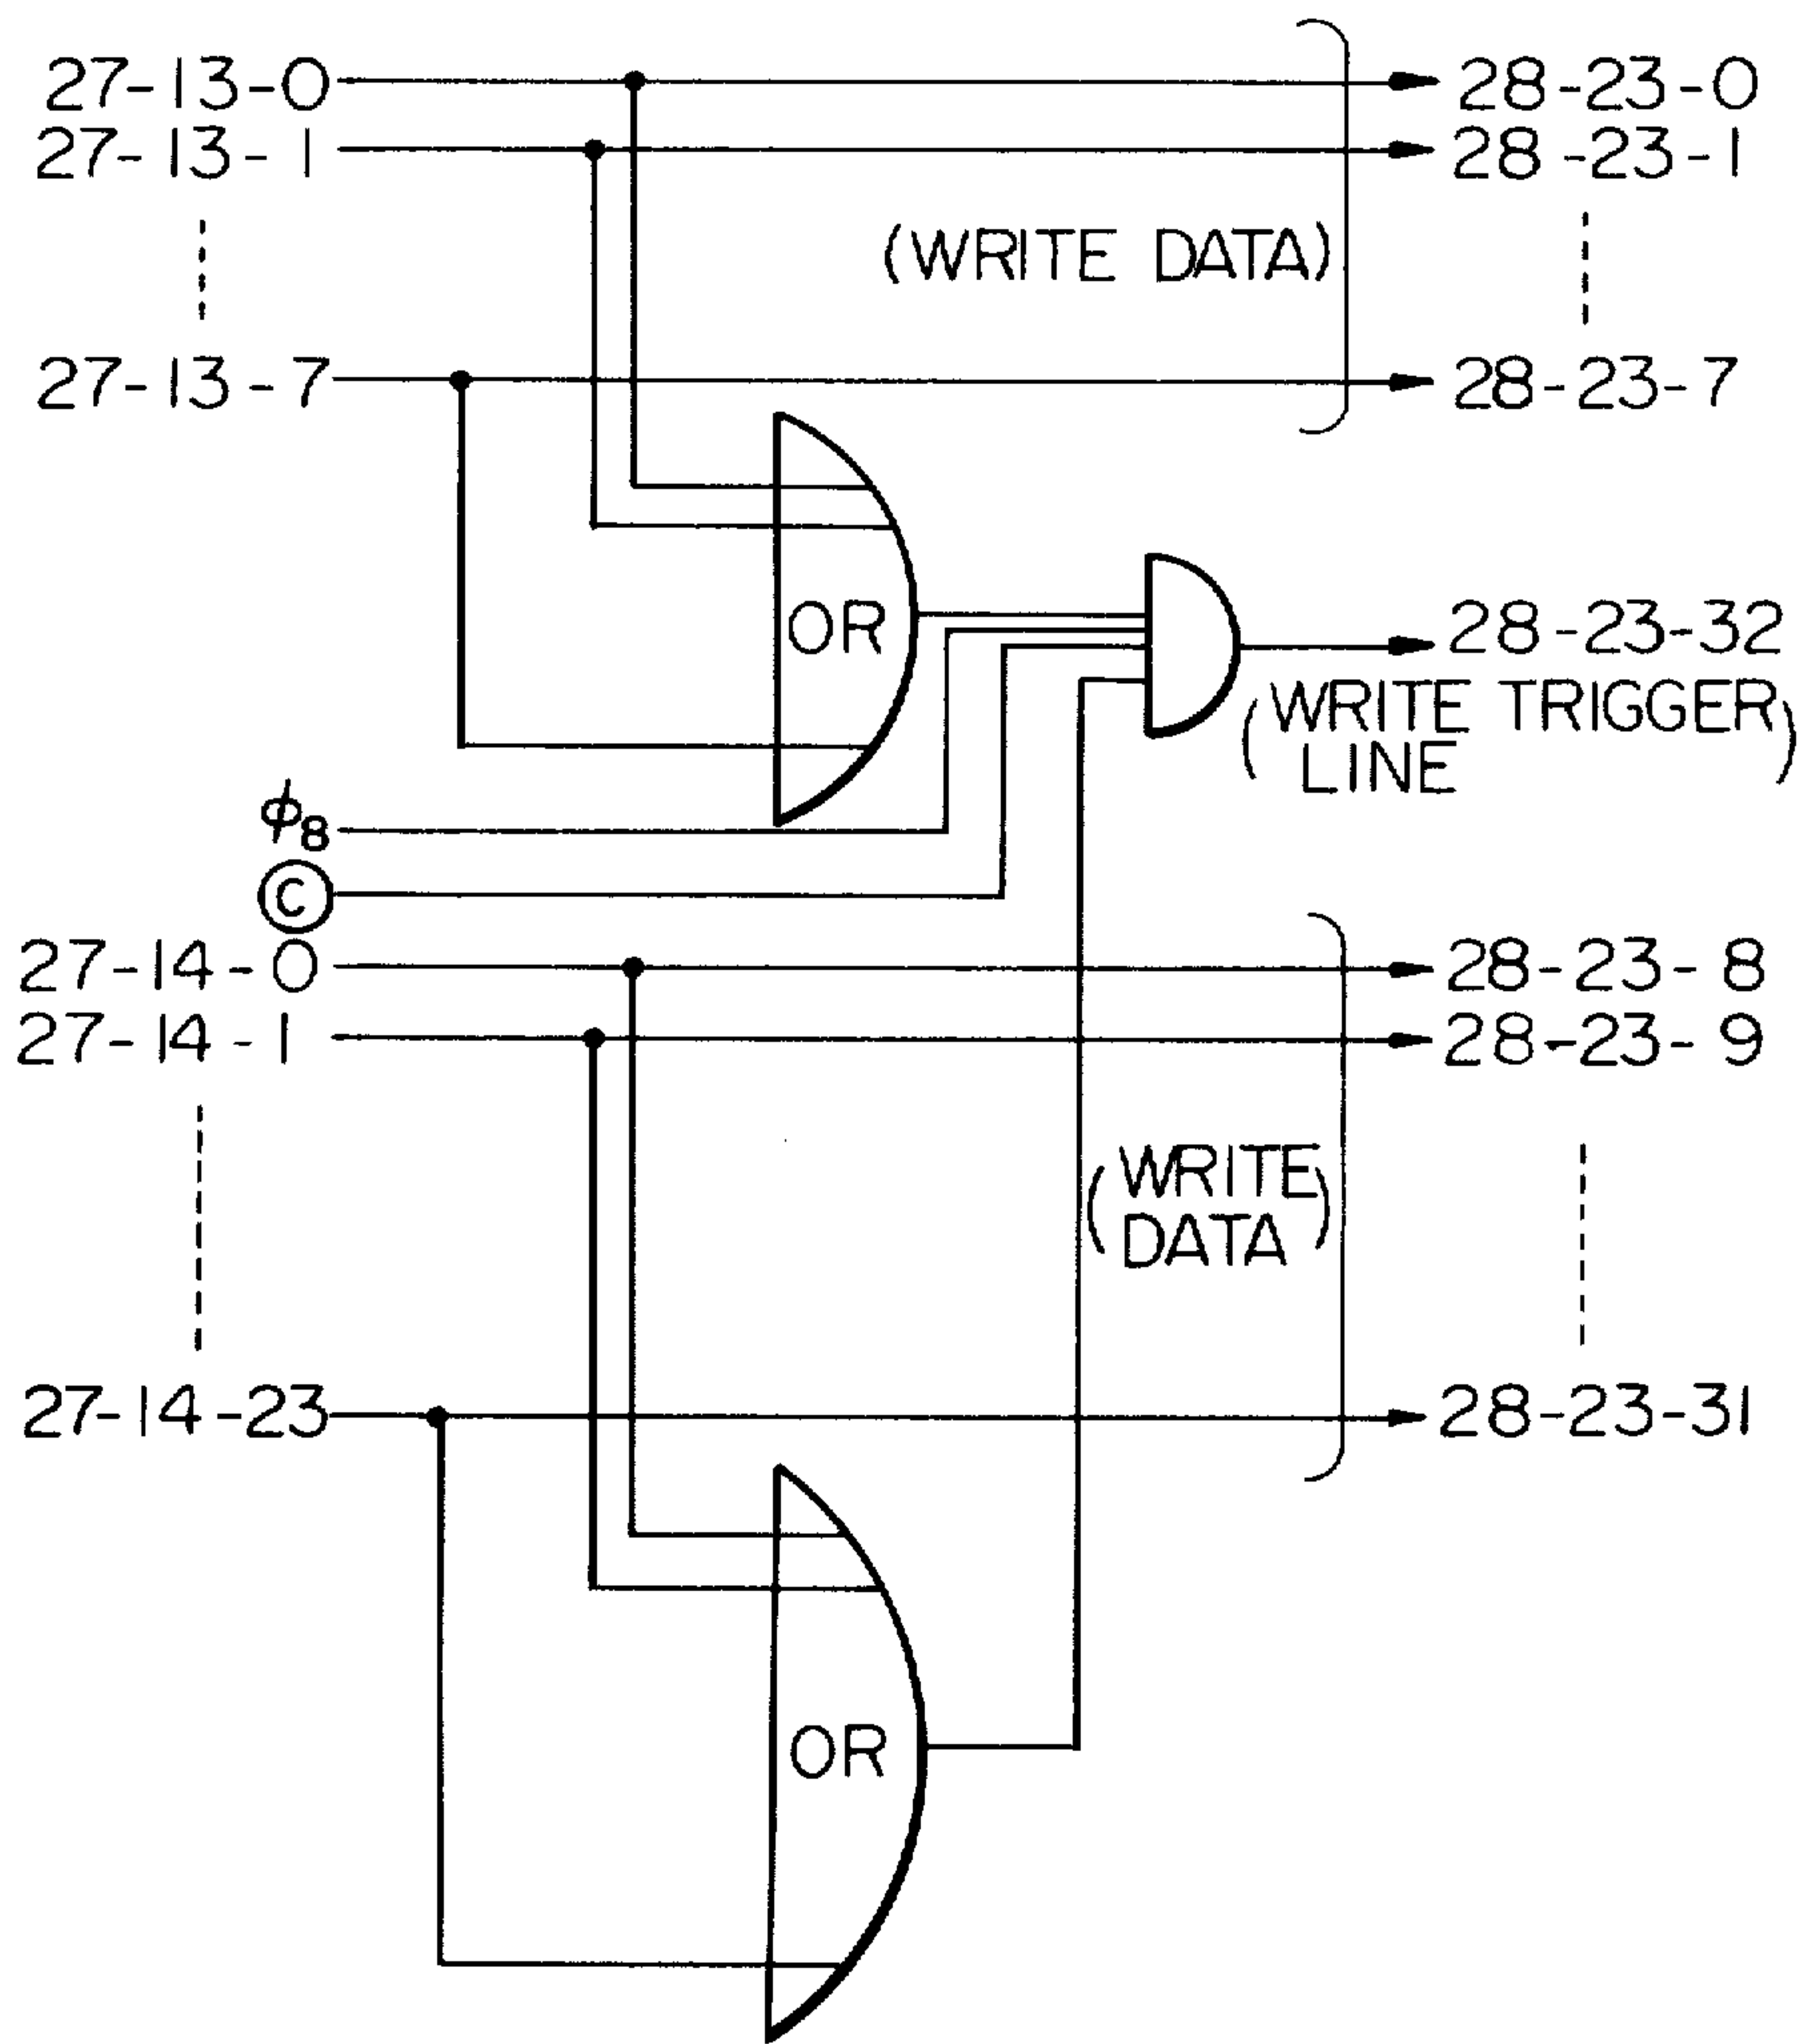 27-13-0 28-23-0
27-13-1 28-23-1
(WRITE DATA)
27-13-7 28-23-7
OR
28-23-32
(WRITE TRIGGER
LINE)
ϕ8
©
27-14-0 28-23-8
27-14-1 28-23-9
(WRITE
DATA)
27-14-23 28-23-31
OR